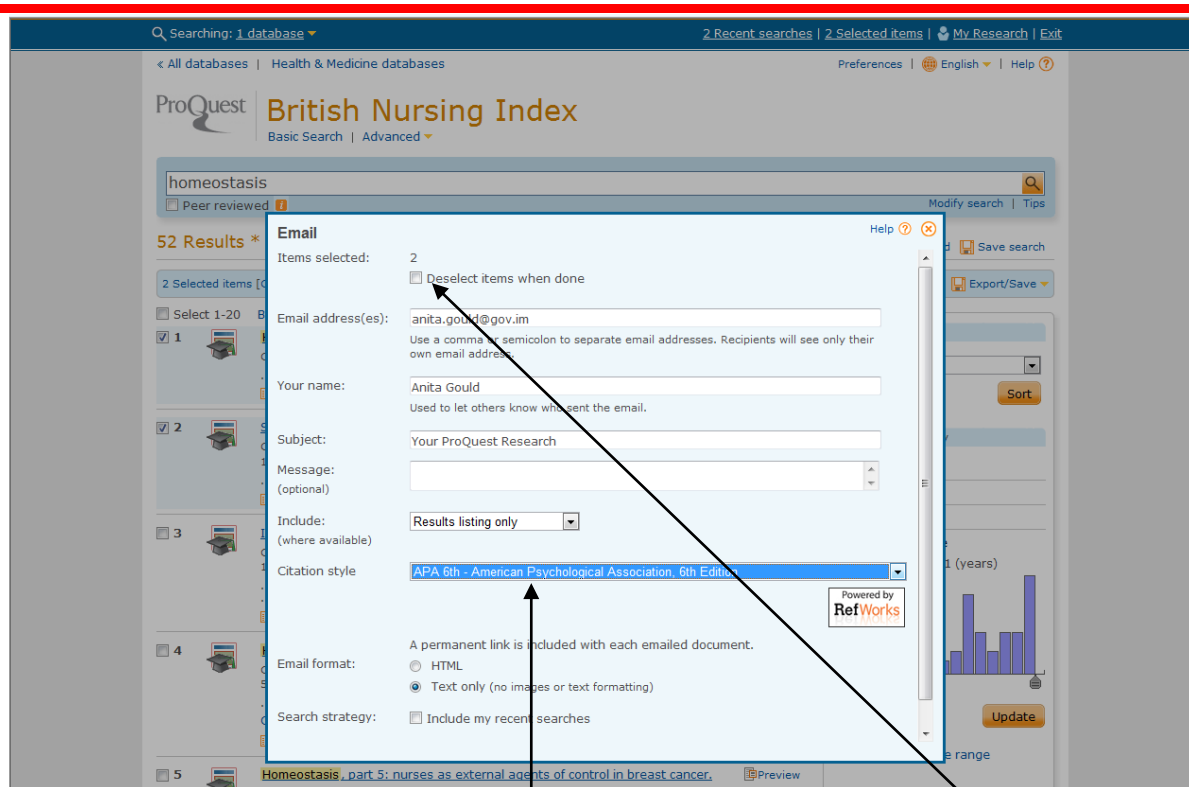 Searching: 1 database
2 Recent searches | 2 Selected items | My Research | Exit
« All databases | Health & Medicine databases
Preferences | English | Help ?
ProQuest
British Nursing Index
Basic Search | Advanced
homeostasis
Peer reviewed i
Modify search | Tips
52 Results *
Save search
2 Selected items
Export/Save
Select 1-20
Email
Help ?
Items selected: 2
Deselect items when done
Email address(es): anita.gould@gov.im
Use a comma or semicolon to separate email addresses. Recipients will see only their
own email address.
Your name: Anita Gould
Used to let others know who sent the email.
Subject: Your ProQuest Research
Message:
(optional)
Include: Results listing only
(where available)
Citation style APA 6th - American Psychological Association, 6th Edition
Powered by
RefWorks
A permanent link is included with each emailed document.
Email format: HTML
Text only (no images or text formatting)
Search strategy: Include my recent searches
1
2
3
4
5 Homeostasis, part 5: nurses as external agents of control in breast cancer. Preview
Sort
(years)
Update
range